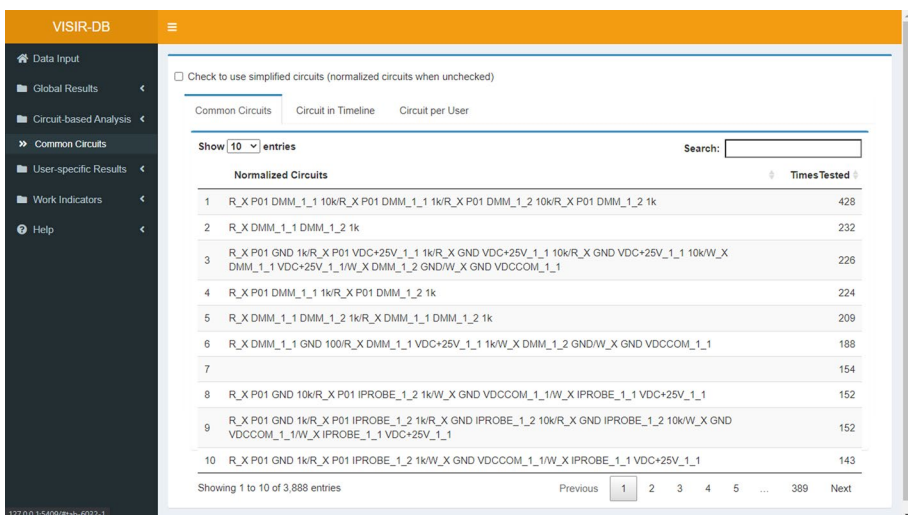 VISIR-DB
Data Input
Global Results
Circuit-based Analysis
Common Circuits
User-specific Results
Work Indicators
Help
Check to use simplified circuits (normalized circuits when unchecked)
Common Circuits Circuit in Timeline Circuit per User
Show 10 entries Search:
Normalized Circuits TimesTested
1 R_X P01 DMM_1_1 10k/R_X P01 DMM_1_1 1k/R_X P01 DMM_1_2 10k/R_X P01 DMM_1_2 1k 428
2 R_X DMM_1_1 DMM_1_2 1k 232
3 R_X P01 GND 1k/R_X P01 VDC+25V_1_1 1k/R_X GND VDC+25V_1_1 10k/R_X GND VDC+25V_1_1 10k/W_X
DMM_1_1 VDC+25V_1_1/W_X DMM_1_2 GND/W_X GND VDCCOM_1_1 226
4 R_X P01 DMM_1_1 1k/R_X P01 DMM_1_2 1k 224
5 R_X DMM_1_1 DMM_1_2 1k/R_X DMM_1_1 DMM_1_2 1k 209
6 R_X DMM_1_1 GND 100/R_X DMM_1_1 VDC+25V_1_1 1k/W_X DMM_1_2 GND/W_X GND VDCCOM_1_1 188
7 154
8 R_X P01 GND 10k/R_X P01 IPROBE_1_2 1k/W_X GND VDCCOM_1_1/W_X IPROBE_1_1 VDC+25V_1_1 152
9 R_X P01 GND 1k/R_X P01 IPROBE_1_2 1k/R_X GND IPROBE_1_2 10k/R_X GND IPROBE_1_2 10k/W_X GND
VDCCOM_1_1/W_X IPROBE_1_1 VDC+25V_1_1 152
10 R_X P01 GND 1k/R_X P01 IPROBE_1_2 1k/W_X GND VDCCOM_1_1/W_X IPROBE_1_1 VDC+25V_1_1 143
Showing 1 to 10 of 3,888 entries Previous 1 2 3 4 5 ... 389 Next
127.0.0.1:5409/#tab-6022-1